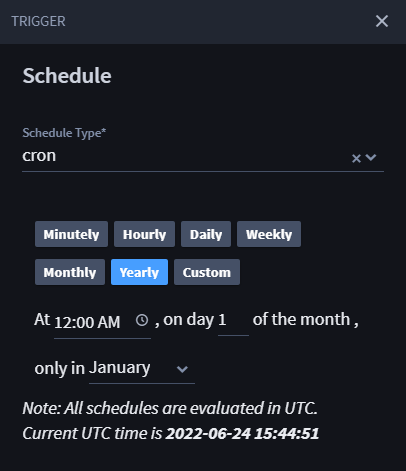 TRIGGER
Schedule
Schedule Type*
cron
Minutely Hourly Daily Weekly
Monthly Yearly Custom
At 12:00 AM , on day 1 of the month ,
only in January
Note: All schedules are evaluated in UTC.
Current UTC time is 2022-06-24 15:44:51